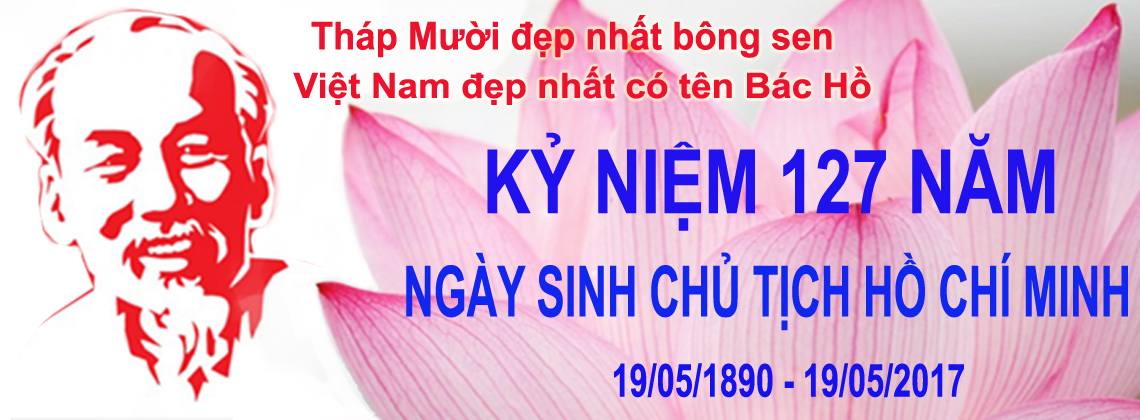 Tháp Mười đẹp nhất bông sen
Việt Nam đẹp nhất có tên Bác Hồ
KỶ NIỆM 127 NĂM
NGÀY SINH CHỦ TỊCH HỒ CHÍ MINH
19/05/1890 - 19/05/2017